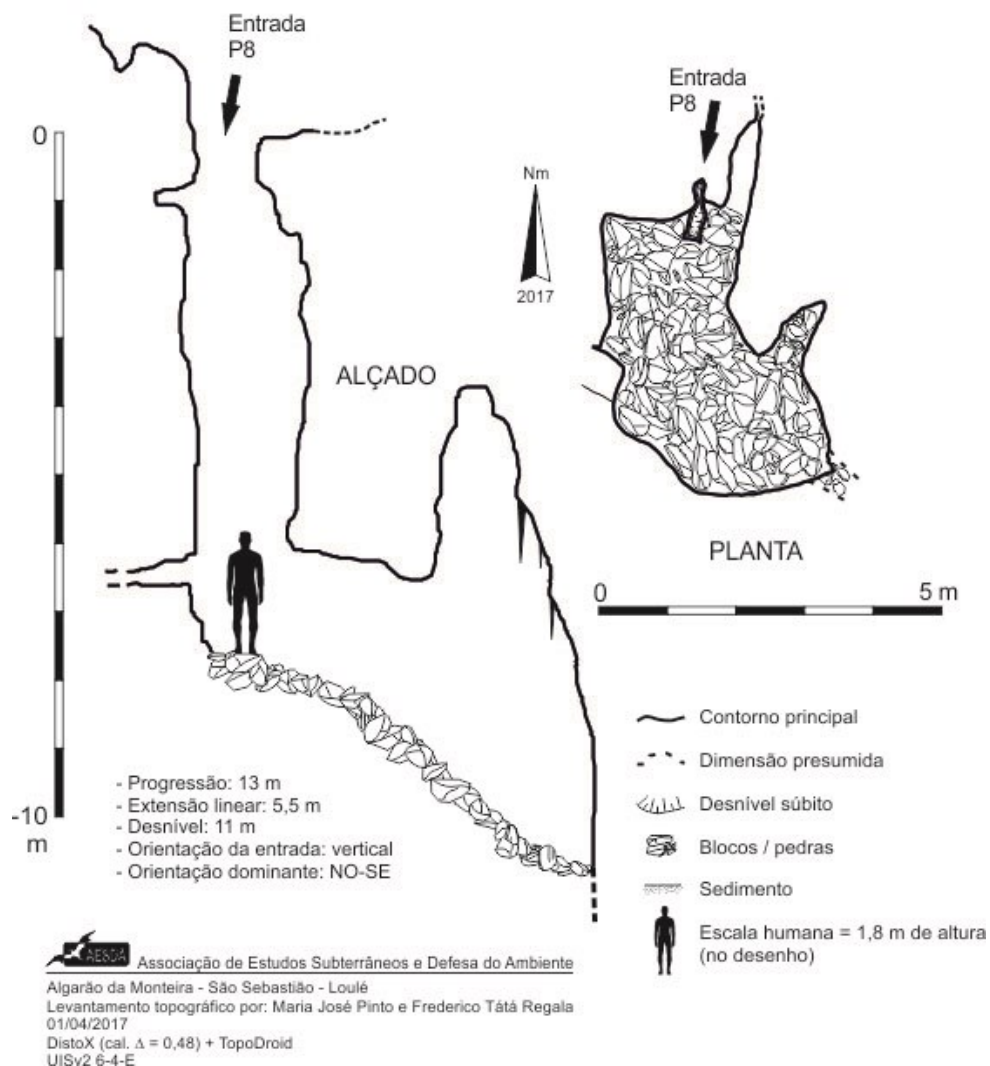 Entrada
P8
Entrada
P8
0
Nm
2017
ALÇADO
PLANTA
0
5 m
-10
m
- Progressão: 13 m
- Extensão linear: 5,5 m
- Desnível: 11 m
- Orientação da entrada: vertical
- Orientação dominante: NO-SE
Contorno principal
Dimensão presumida
Desnível súbito
Blocos / pedras
Sedimento
Escala humana = 1,8 m de altura
(no desenho)
AESDA Associação de Estudos Subterrâneos e Defesa do Ambiente
Algarão da Monteira - São Sebastião - Loulé
Levantamento topográfico por: Maria José Pinto e Frederico Tátá Regala
01/04/2017
DistoX (cal. Δ = 0,48) + TopoDroid
UISv2 6-4-E